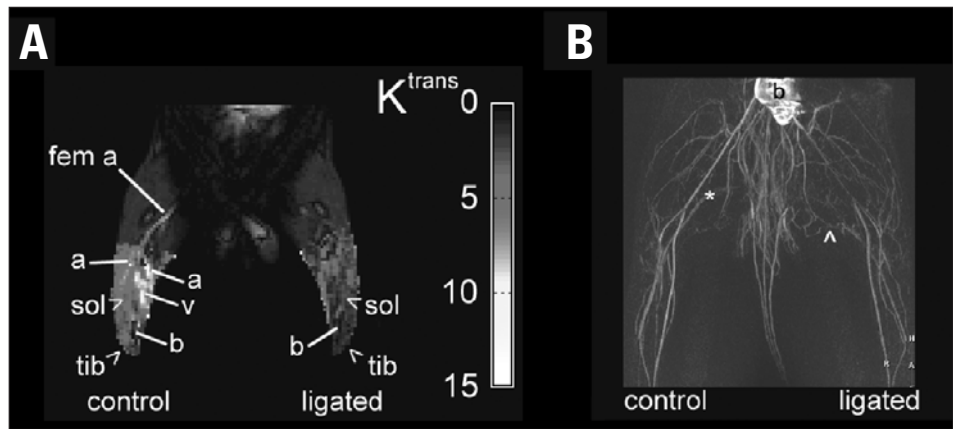 A
B
K trans
0
5
10
15
fem a
a
a
sol
v
b
tib
sol
b
tib
control
ligated
b
*
^
H
R
A
control
ligated